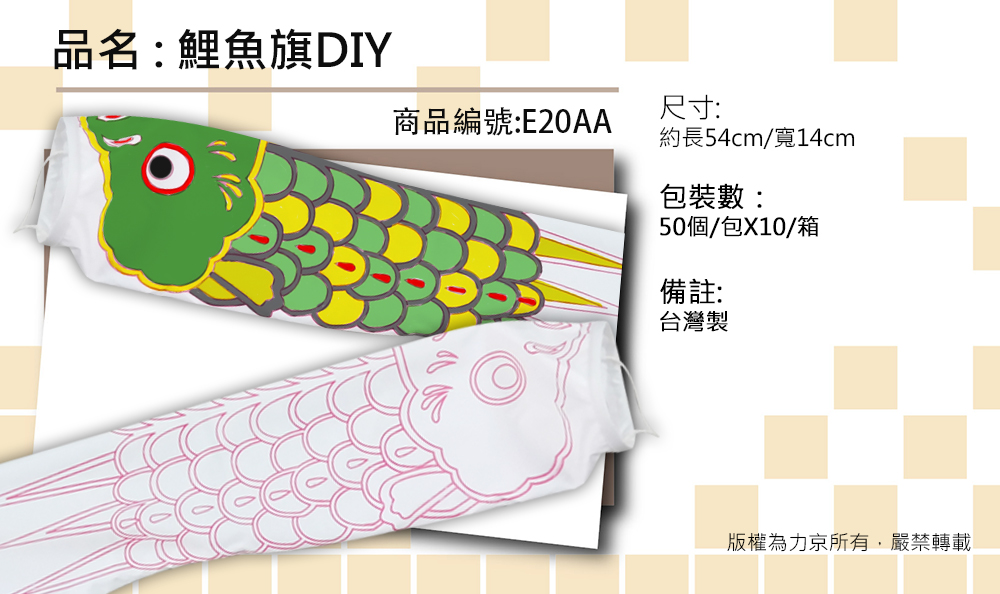 品名 : 鯉魚旗DIY
商品編號:E20AA
尺寸:
約長54cm/寬14cm
包裝數：
50個/包X10/箱
備註:
台灣製
版權為力京所有，嚴禁轉載